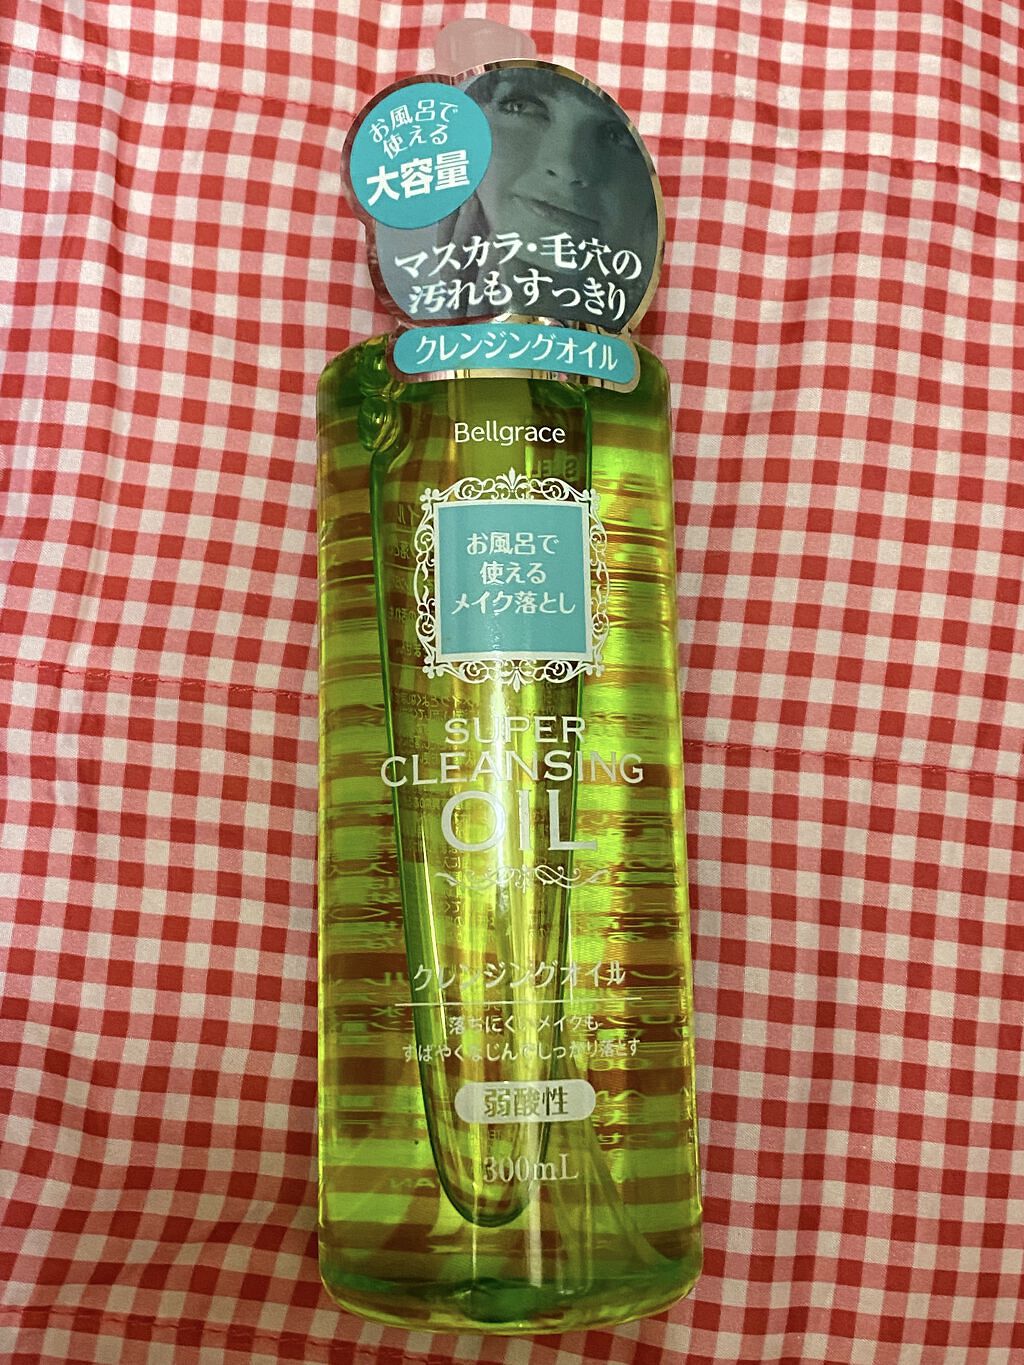 お風呂で
使える
大容量
マスカラ・毛穴の
汚れもすっきり
クレンジングオイル
Bellgrace
お風呂で
使える
メイク落とし
SUPER
CLEANSING
OIL
クレンジングオイル
落ちにくいメイクも
すばやくなじんでしっかり落とす
弱酸性
300mL